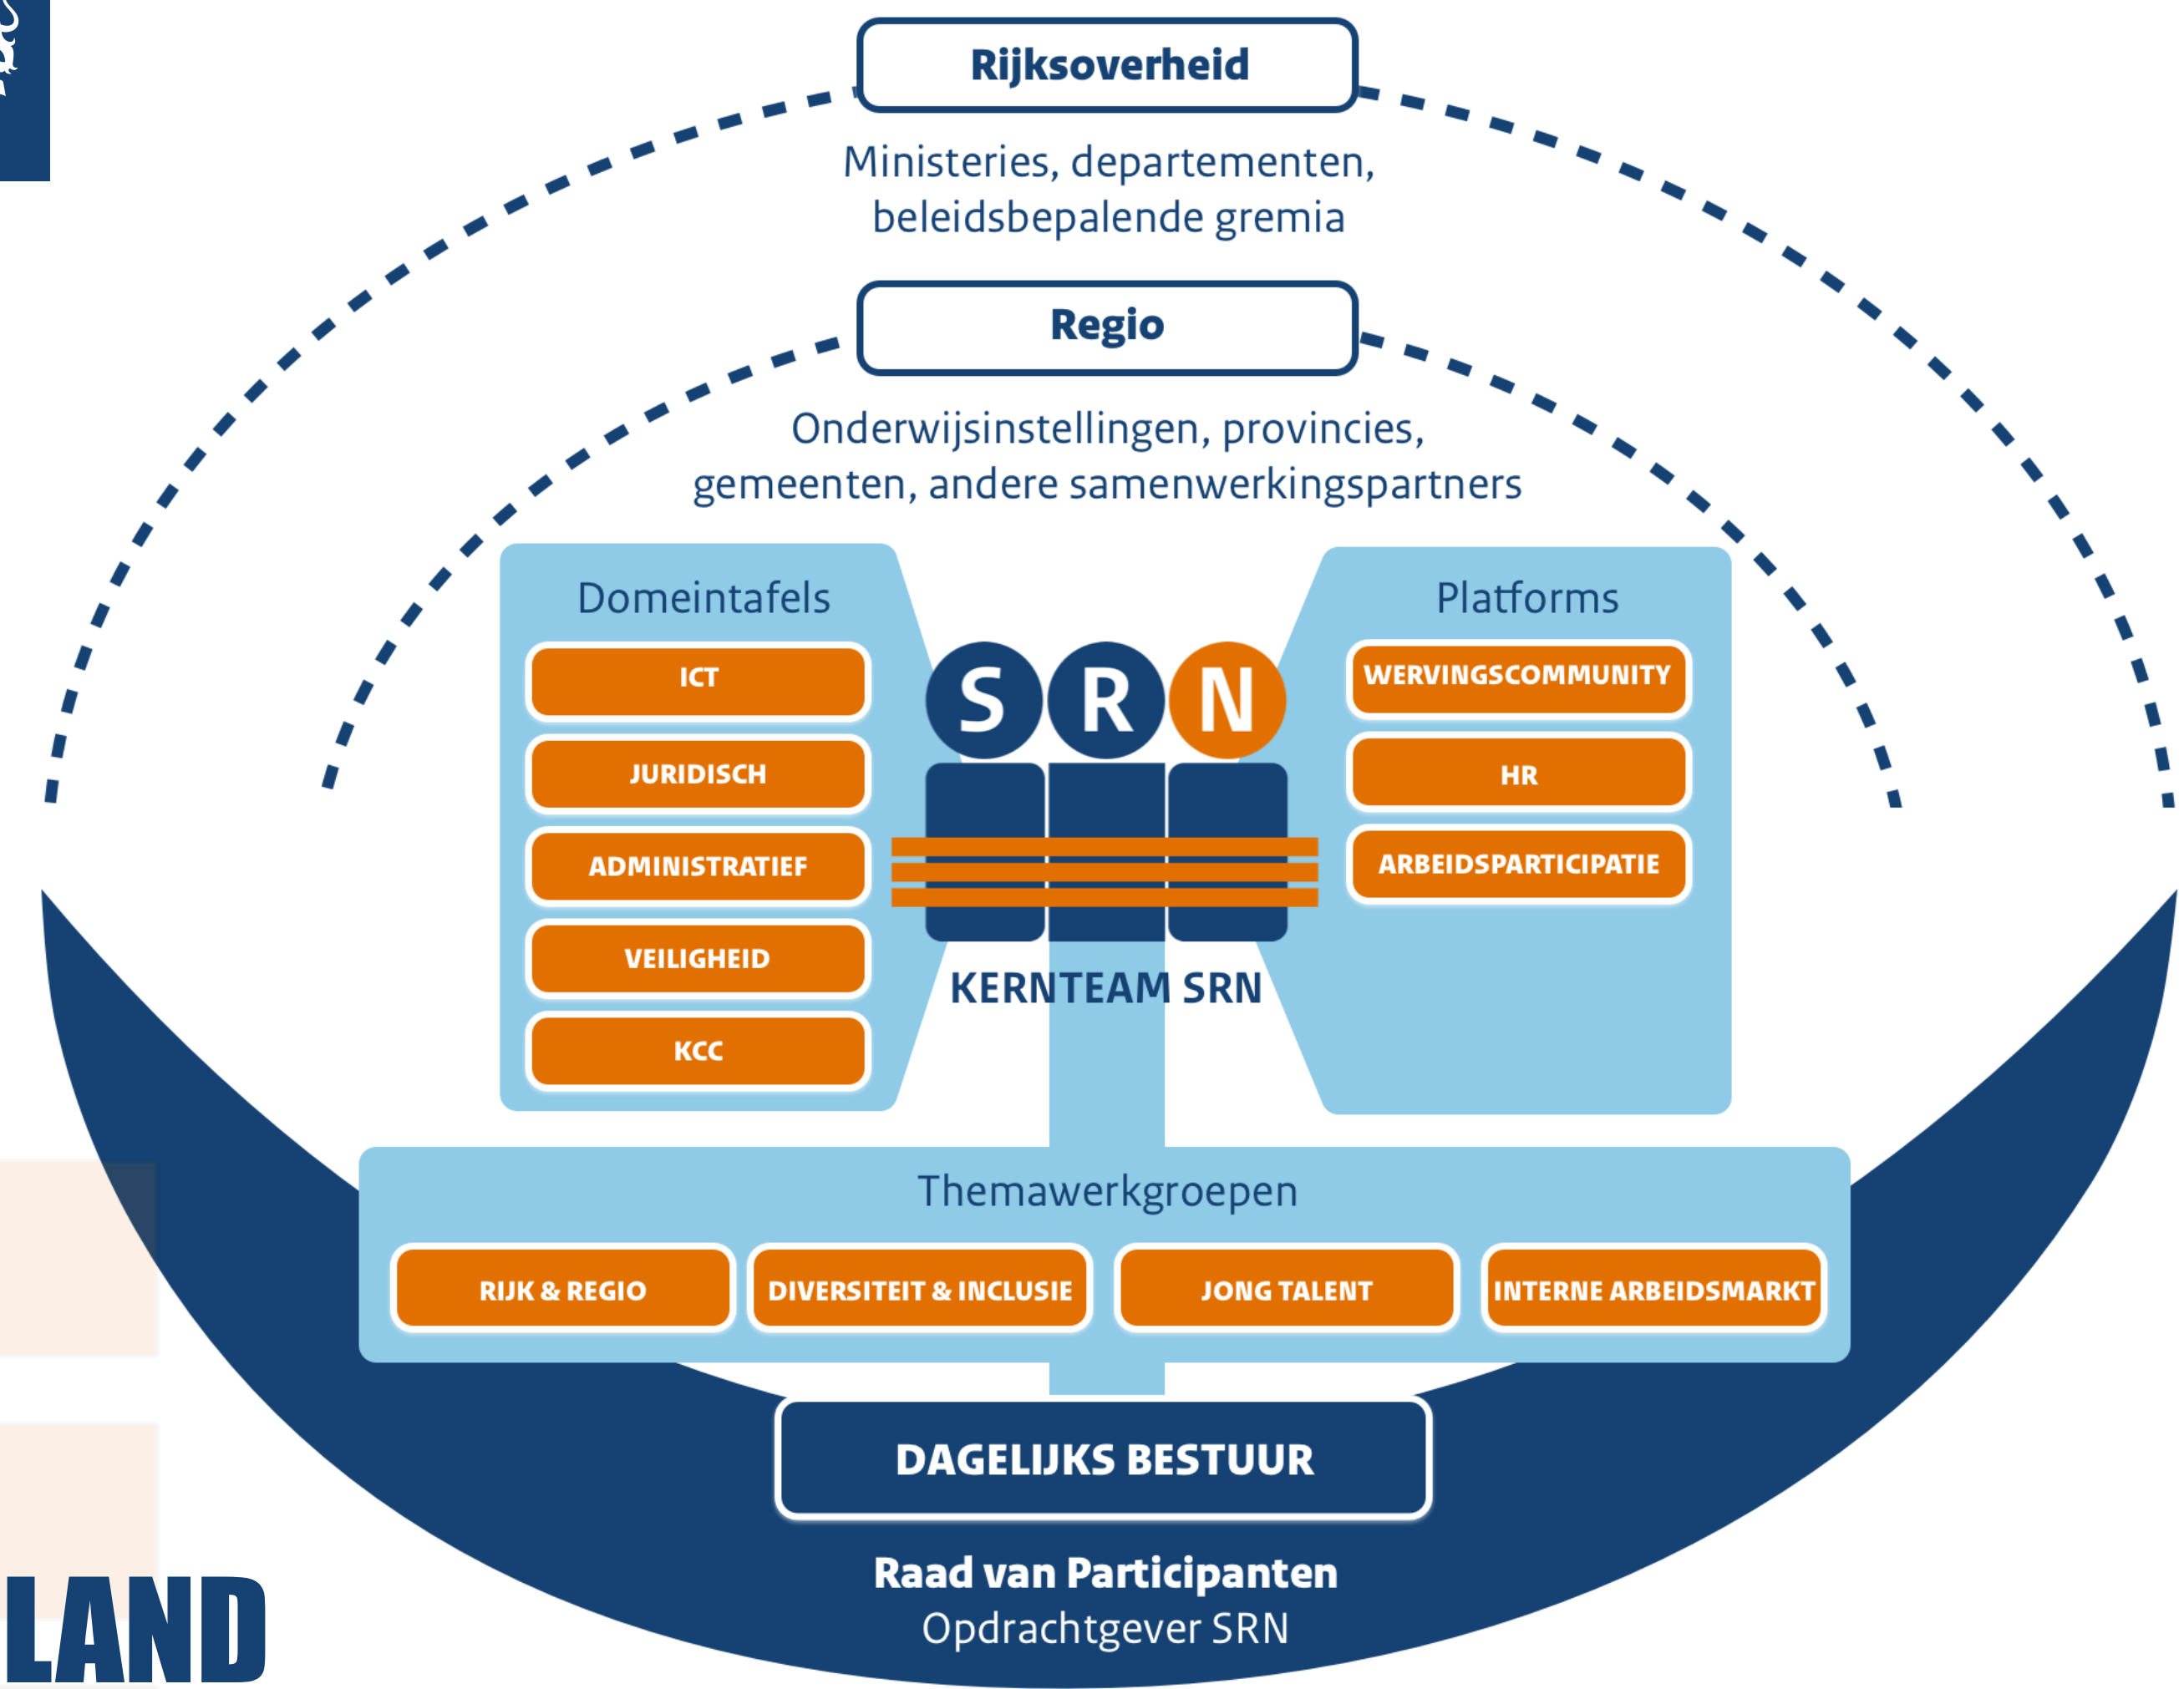 Rijksoverheid
Ministeries, departementen,
beleidsbepalende gremia
Regio
Onderwijsinstellingen, provincies,
gemeenten, andere samenwerkingspartners
Domeintafels
ICT
JURIDISCH
ADMINISTRATIEF
VEILIGHEID
KCC
S R N
KERNTEAM SRN
Platforms
WERVINGSCOMMUNITY
HR
ARBEIDSPARTICIPATIE
Themawerkgroepen
RIJK & REGIO
DIVERSITEIT & INCLUSIE
JONG TALENT
INTERNE ARBEIDSMARKT
DAGELIJKS BESTUUR
Raad van Participanten
Opdrachtgever SRN
LAND